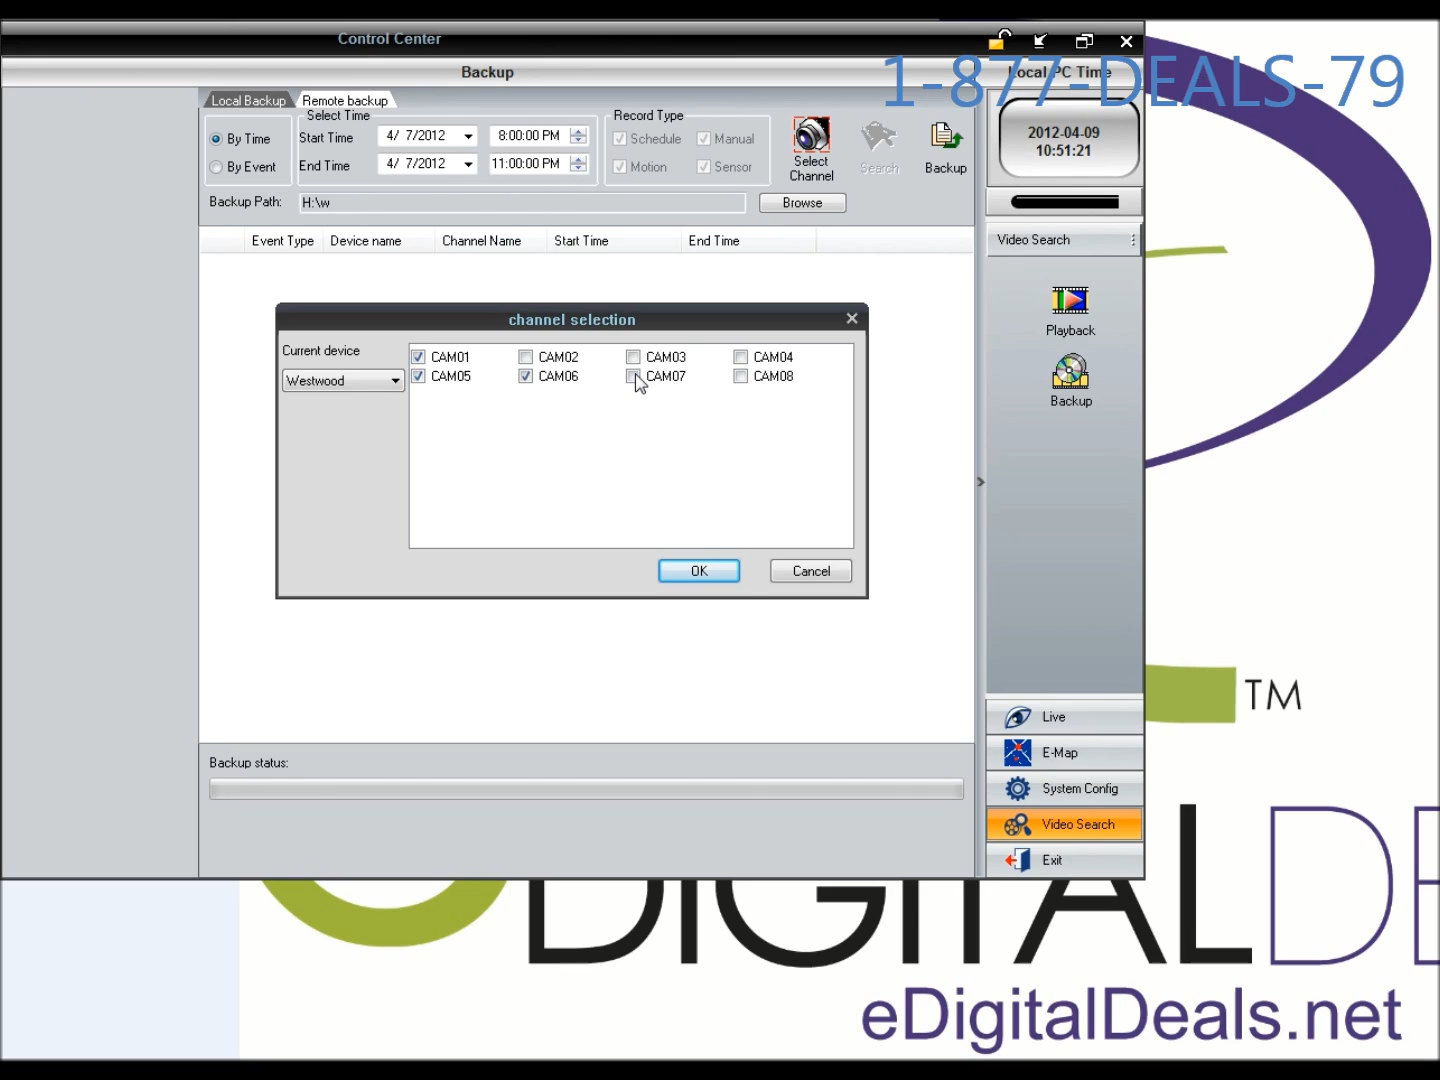 Control Center
Backup
Local PC Time
1-877-DEALS-79
Local Backup Remote backup
Select Time
Record Type
By Time Start Time 4/ 7/2012 8:00:00 PM Schedule Manual
By Event End Time 4/ 7/2012 11:00:00 PM Motion Sensor
Select
Channel
Search
Backup
2012-04-09
10:51:21
Backup Path: H:\w Browse
Event Type Device name Channel Name Start Time End Time
Video Search
Playback
Backup
channel selection
Current device
Westwood
CAM01 CAM02 CAM03 CAM04
CAM05 CAM06 CAM07 CAM08
OK Cancel
TM
Live
E-Map
System Config
Video Search
Exit
Backup status:
DIGITALDE
eDigitalDeals.net